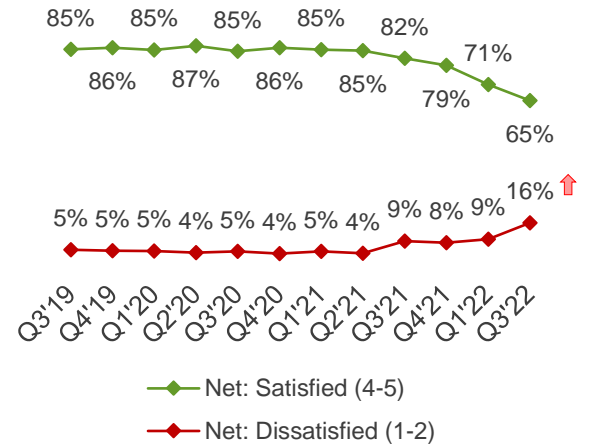 85% 85% 85% 85% 82%
71%
86% 87% 86% 85% 79%
65%
16%
5% 5% 5% 4% 5% 4% 5% 4% 9% 8% 9%
Q3'19 Q4'19 Q1'20 Q2'20 Q3'20 Q4'20 Q1'21 Q2'21 Q3'21 Q4'21 Q1'22 Q3'22
Net: Satisfied (4-5)
Net: Dissatisfied (1-2)